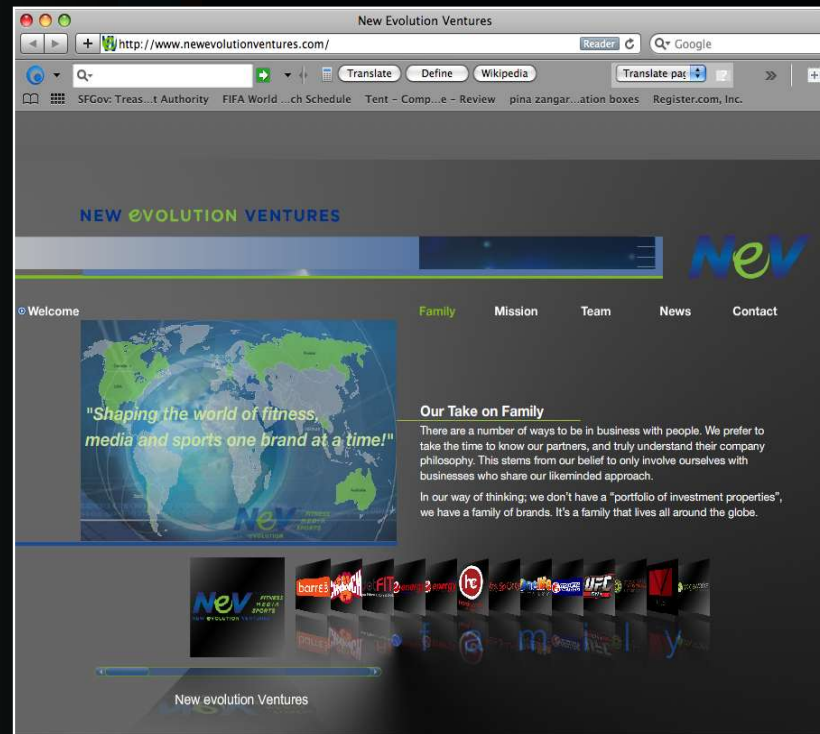 New Evolution Ventures
http://www.newevolutionventures.com/
Reader
Google
Translate
Define
Wikipedia
Translate pag
SFGov: Treas...t Authority
FIFA World ...ch Schedule
Tent - Comp...e - Review
pina zangar...ation boxes
Register.com, Inc.
NEW eVOLUTION VENTURES
NeV
Welcome
Family
Mission
Team
News
Contact
"Shaping the world of fitness,
media and sports one brand at a time!"
NeV
Our Take on Family
There are a number of ways to be in business with people. We prefer to
take the time to know our partners, and truly understand their company
philosophy. This stems from our belief to only involve ourselves with
businesses who share our likeminded approach.
In our way of thinking; we don't have a “portfolio of investment properties”,
we have a family of brands. It's a family that lives all around the globe.
NeV FITNESS
MEDIA
SPORTS
NEW eVOLUTION VENTURES
barre3
CRUNCH
hc
UFC
f a m i l y
New evolution Ventures